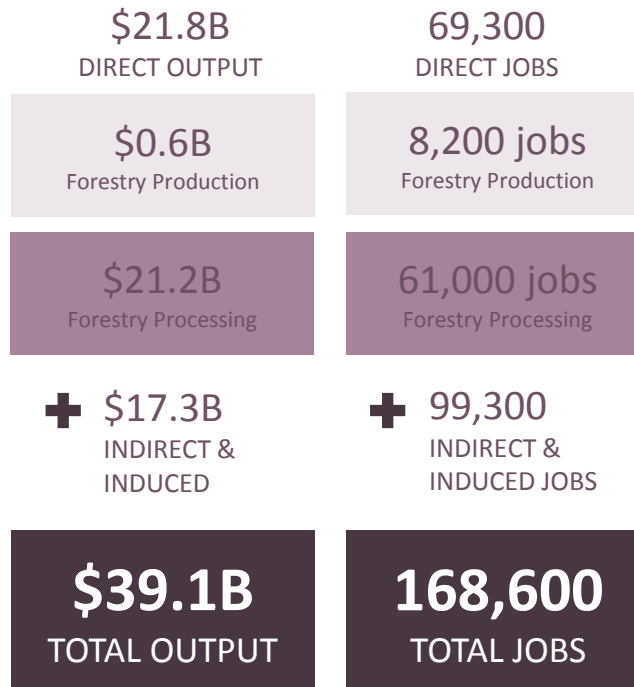 $21.8B
DIRECT OUTPUT
$0.6B
Forestry Production
$21.2B
Forestry Processing
$17.3B
INDIRECT &
INDUCED
$39.1B
TOTAL OUTPUT
69,300
DIRECT JOBS
8,200 jobs
Forestry Production
61,000 jobs
Forestry Processing
99,300
INDIRECT &
INDUCED JOBS
168,600
TOTAL JOBS